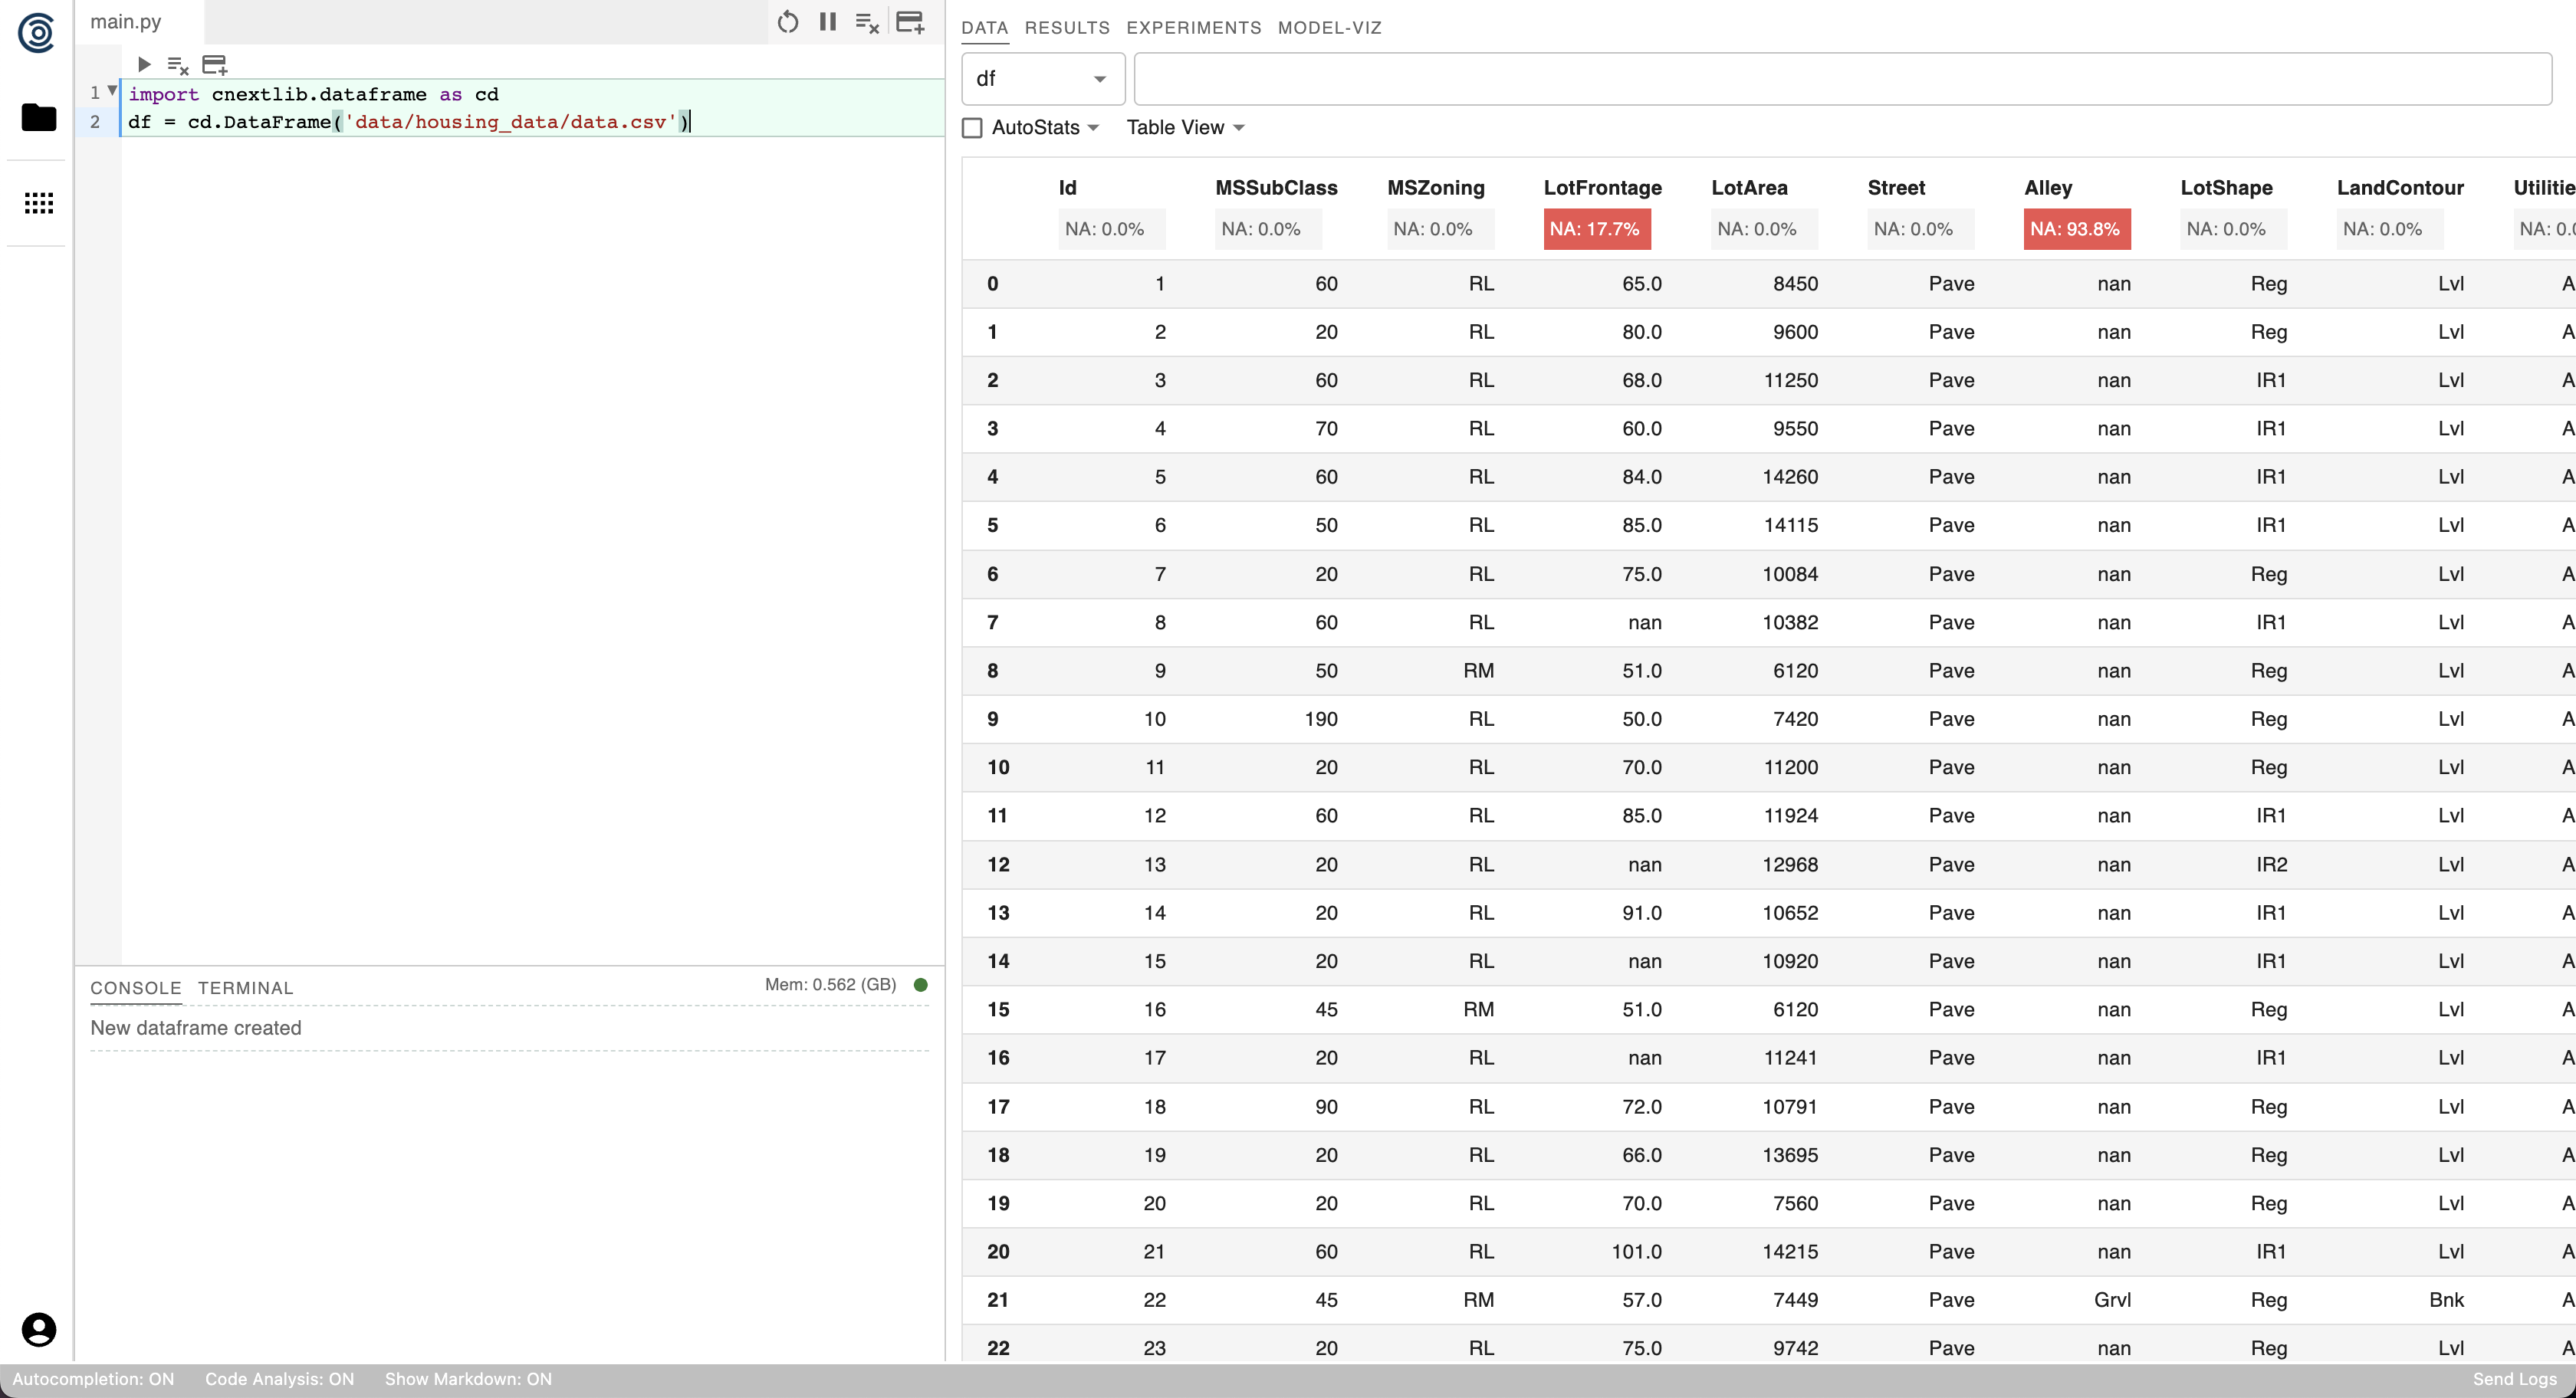 main.py
1 import cnextlib.dataframe as cd
2 df = cd.DataFrame('data/housing_data/data.csv')
CONSOLE TERMINAL Mem: 0.562 (GB)
New dataframe created
DATA RESULTS EXPERIMENTS MODEL-VIZ
df
AutoStats Table View
Id MSSubClass MSZoning LotFrontage LotArea Street Alley LotShape LandContour Utilitie
NA: 0.0% NA: 0.0% NA: 0.0% NA: 17.7% NA: 0.0% NA: 0.0% NA: 93.8% NA: 0.0% NA: 0.0% NA: 0.0
0 1 60 RL 65.0 8450 Pave nan Reg Lvl A
1 2 20 RL 80.0 9600 Pave nan Reg Lvl A
2 3 60 RL 68.0 11250 Pave nan IR1 Lvl A
3 4 70 RL 60.0 9550 Pave nan IR1 Lvl A
4 5 60 RL 84.0 14260 Pave nan IR1 Lvl A
5 6 50 RL 85.0 14115 Pave nan IR1 Lvl A
6 7 20 RL 75.0 10084 Pave nan Reg Lvl A
7 8 60 RL nan 10382 Pave nan IR1 Lvl A
8 9 50 RM 51.0 6120 Pave nan Reg Lvl A
9 10 190 RL 50.0 7420 Pave nan Reg Lvl A
10 11 20 RL 70.0 11200 Pave nan Reg Lvl A
11 12 60 RL 85.0 11924 Pave nan IR1 Lvl A
12 13 20 RL nan 12968 Pave nan IR2 Lvl A
13 14 20 RL 91.0 10652 Pave nan IR1 Lvl A
14 15 20 RL nan 10920 Pave nan IR1 Lvl A
15 16 45 RM 51.0 6120 Pave nan Reg Lvl A
16 17 20 RL nan 11241 Pave nan IR1 Lvl A
17 18 90 RL 72.0 10791 Pave nan Reg Lvl A
18 19 20 RL 66.0 13695 Pave nan Reg Lvl A
19 20 20 RL 70.0 7560 Pave nan Reg Lvl A
20 21 60 RL 101.0 14215 Pave nan IR1 Lvl A
21 22 45 RM 57.0 7449 Pave Grvl Reg Bnk A
22 23 20 RL 75.0 9742 Pave nan Reg Lvl A
Autocompletion: ON Code Analysis: ON Show Markdown: ON Send Logs